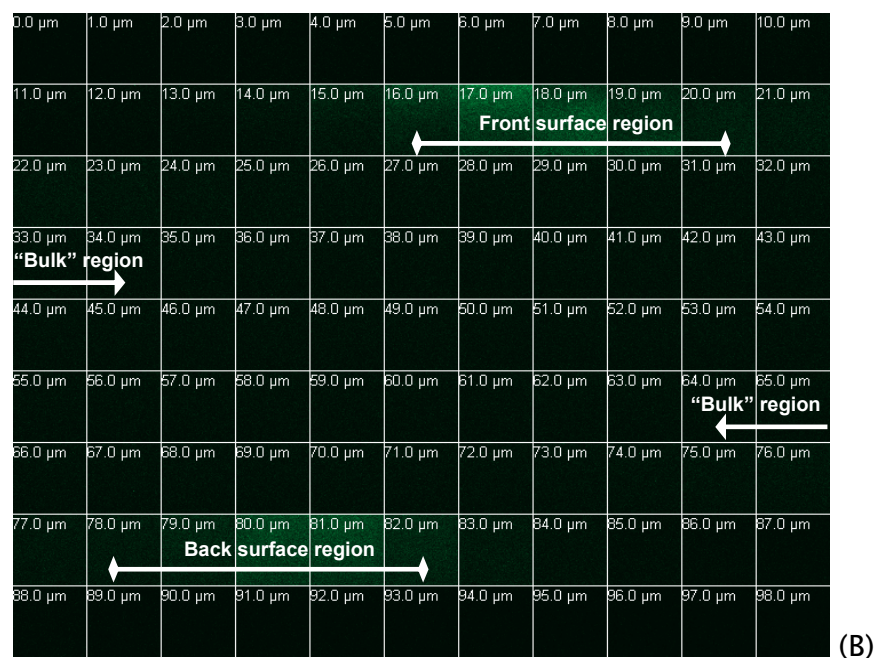 0.0 µm 1.0 µm 2.0 µm 3.0 µm 4.0 µm 5.0 µm 6.0 µm 7.0 µm 8.0 µm 9.0 µm 10.0 µm
11.0 µm 12.0 µm 13.0 µm 14.0 µm 15.0 µm 16.0 µm 17.0 µm 18.0 µm 19.0 µm 20.0 µm 21.0 µm
Front surface region
22.0 µm 23.0 µm 24.0 µm 25.0 µm 26.0 µm 27.0 µm 28.0 µm 29.0 µm 30.0 µm 31.0 µm 32.0 µm
33.0 µm 34.0 µm 35.0 µm 36.0 µm 37.0 µm 38.0 µm 39.0 µm 40.0 µm 41.0 µm 42.0 µm 43.0 µm
“Bulk” region
44.0 µm 45.0 µm 46.0 µm 47.0 µm 48.0 µm 49.0 µm 50.0 µm 51.0 µm 52.0 µm 53.0 µm 54.0 µm
55.0 µm 56.0 µm 57.0 µm 58.0 µm 59.0 µm 60.0 µm 61.0 µm 62.0 µm 63.0 µm 64.0 µm 65.0 µm
“Bulk” region
66.0 µm 67.0 µm 68.0 µm 69.0 µm 70.0 µm 71.0 µm 72.0 µm 73.0 µm 74.0 µm 75.0 µm 76.0 µm
77.0 µm 78.0 µm 79.0 µm 80.0 µm 81.0 µm 82.0 µm 83.0 µm 84.0 µm 85.0 µm 86.0 µm 87.0 µm
Back surface region
88.0 µm 89.0 µm 90.0 µm 91.0 µm 92.0 µm 93.0 µm 94.0 µm 95.0 µm 96.0 µm 97.0 µm 98.0 µm
(B)